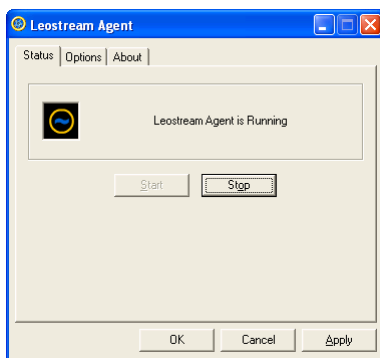 Leostream Agent
Status Options About
Leostream Agent is Running
Start Stop
OK Cancel Apply